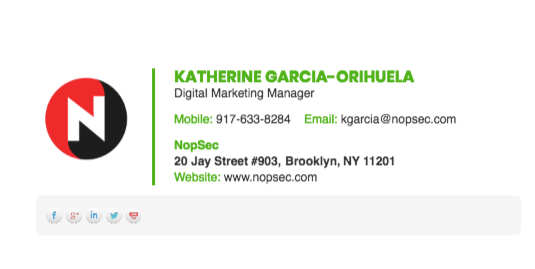 N
KATHERINE GARCIA-ORIHUELA
Digital Marketing Manager
Mobile: 917-633-8284 Email: kgarcia@nopsec.com
NopSec
20 Jay Street #903, Brooklyn, NY 11201
Website: www.nopsec.com